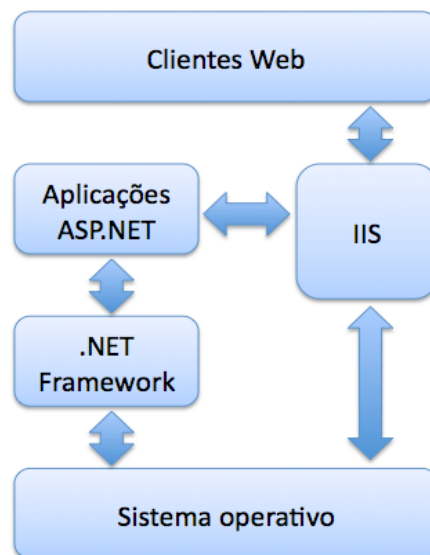 Clientes Web
Aplicações
ASP.NET
IIS
.NET
Framework
Sistema operativo